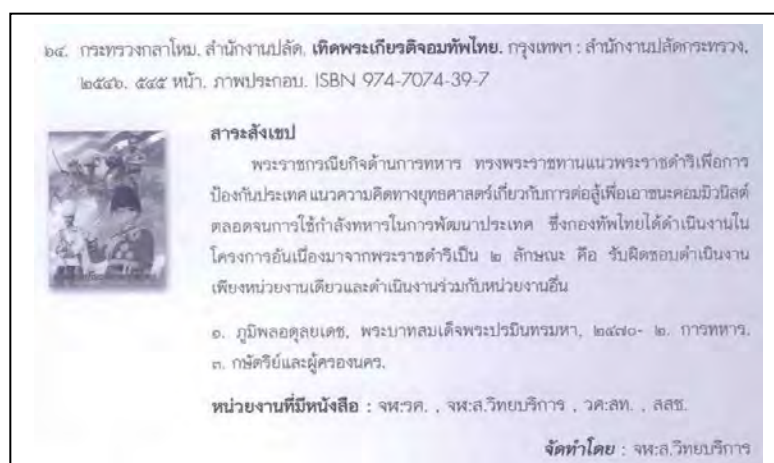 ๖๔. กระทรวงกลาโหม. สำนักงานปลัด. เทิดพระเกียรติจอมทัพไทย. กรุงเทพฯ : สำนักงานปลัดกระทรวง,
๒๕๔๖. ๕๔๕ หน้า. ภาพประกอบ. ISBN 974-7074-39-7
สาระสังเขป
พระราชกรณียกิจด้านการทหาร ทรงพระราชทานแนวพระราชดำริเพื่อการ
ป้องกันประเทศ แนวความคิดทางยุทธศาสตร์เกี่ยวกับการต่อสู้เพื่อเอาชนะคอมมิวนิสต์
ตลอดจนการใช้กำลังทหารในการพัฒนาประเทศ ซึ่งกองทัพไทยได้ดำเนินงานใน
โครงการอันเนื่องมาจากพระราชดำริเป็น ๒ ลักษณะ คือ รับผิดชอบดำเนินงาน
เพียงหน่วยงานเดียวและดำเนินงานร่วมกับหน่วยงานอื่น
๑. ภูมิพลอดุลยเดช, พระบาทสมเด็จพระปรมินทรมหา, ๒๔๗๐- ๒. การทหาร.
๓. กษัตริย์และผู้ครองนคร.
หน่วยงานที่มีหนังสือ : จฬ:รศ. , จฬ:ส.วิทยบริการ , วศ:สท. , สสช.
จัดทำโดย : จฬ:ส.วิทยบริการ